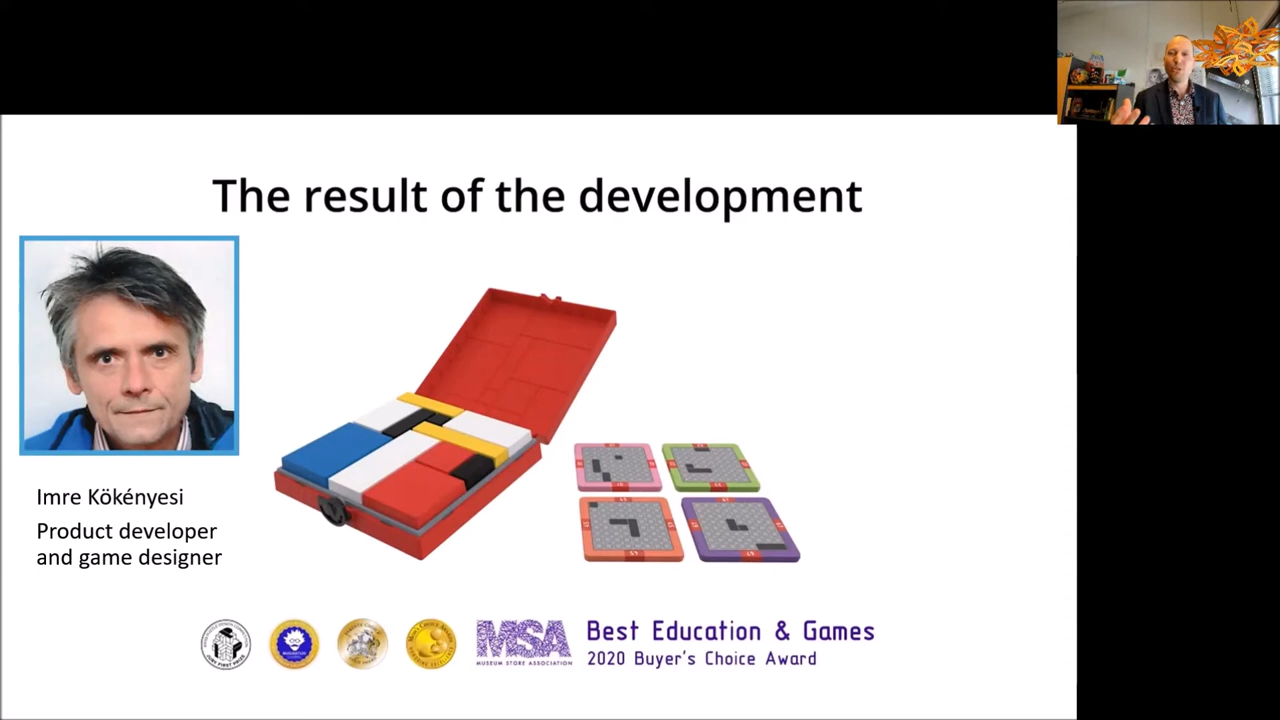 The result of the development
Imre Kökényesi
Product developer
and game designer
MSA
MUSEUM STORE ASSOCIATION
Best Education & Games
2020 Buyer's Choice Award